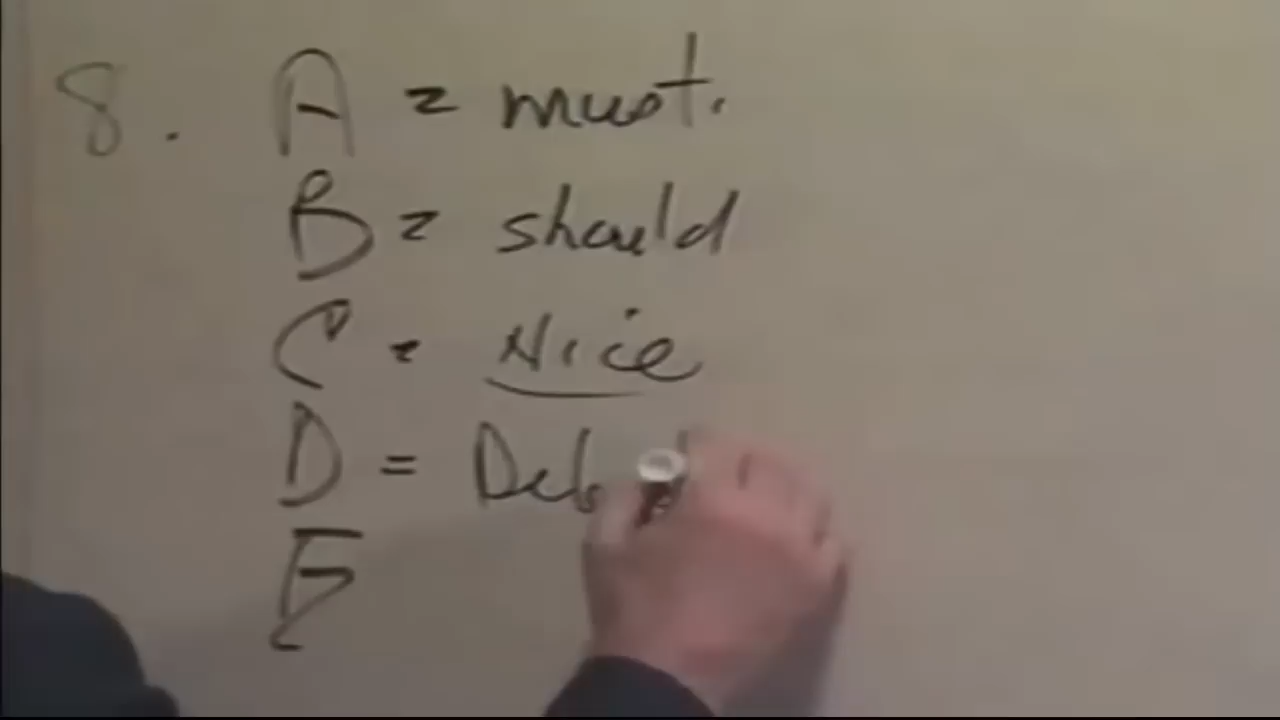 8. A = must.
B = should
C = Nice
D =
E